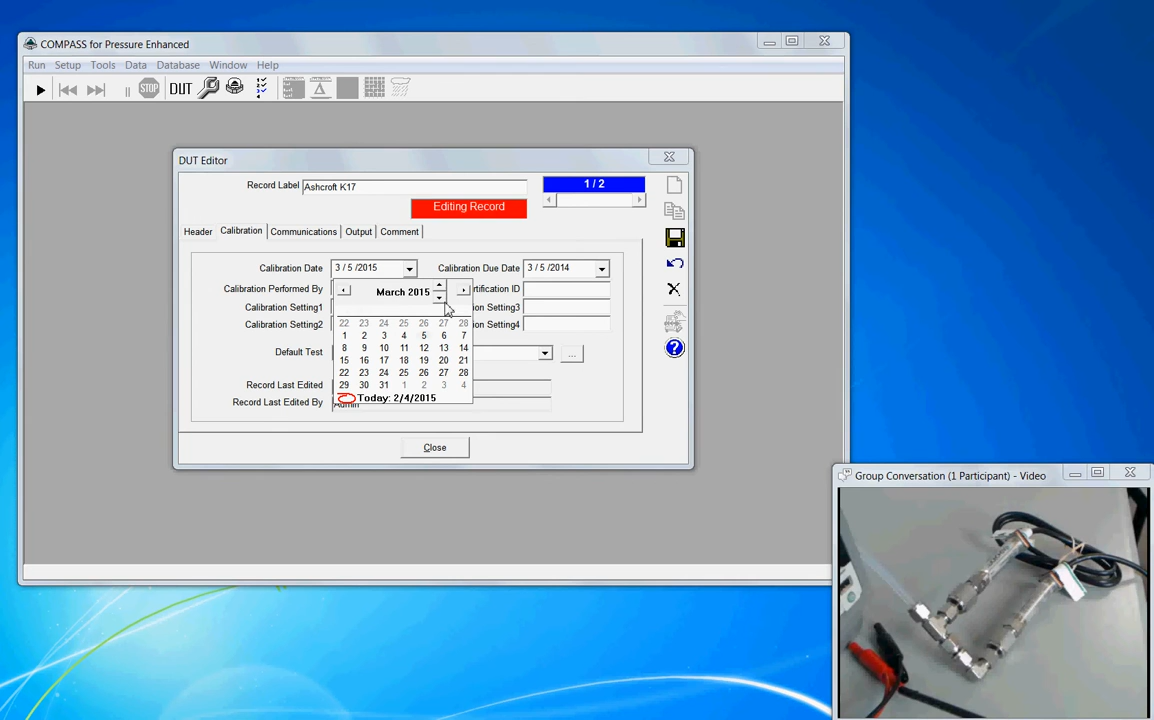 COMPASS for Pressure Enhanced
Run Setup Tools Data Database Window Help
STOP DUT
DUT Editor
Record Label Ashcroft K17 1 / 2
Editing Record
Header Calibration Communications Output Comment
Calibration Date 3 / 5 /2015 Calibration Due Date 3 / 5 /2014
Calibration Performed By rtification ID
March 2015
Calibration Setting1 on Setting3
Calibration Setting2 on Setting4
22 23 24 25 26 27 28
1 2 3 4 5 6 7
8 9 10 11 12 13 14
15 16 17 18 19 20 21
22 23 24 25 26 27 28
29 30 31 1 2 3 4
Today: 2/4/2015
Default Test ...
Record Last Edited
Record Last Edited By Admin
Close
Group Conversation (1 Participant) - Video